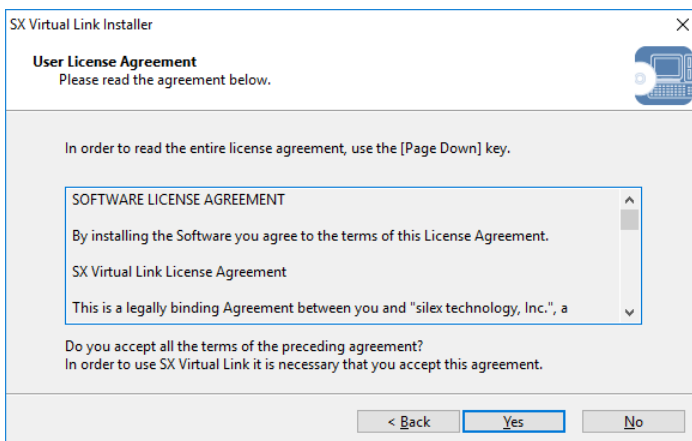 SX Virtual Link Installer
User License Agreement
Please read the agreement below.
In order to read the entire license agreement, use the [Page Down] key.
SOFTWARE LICENSE AGREEMENT
By installing the Software you agree to the terms of this License Agreement.
SX Virtual Link License Agreement
This is a legally binding Agreement between you and "silex technology, Inc.", a
Do you accept all the terms of the preceding agreement?
In order to use SX Virtual Link it is necessary that you accept this agreement.
< Back Yes No